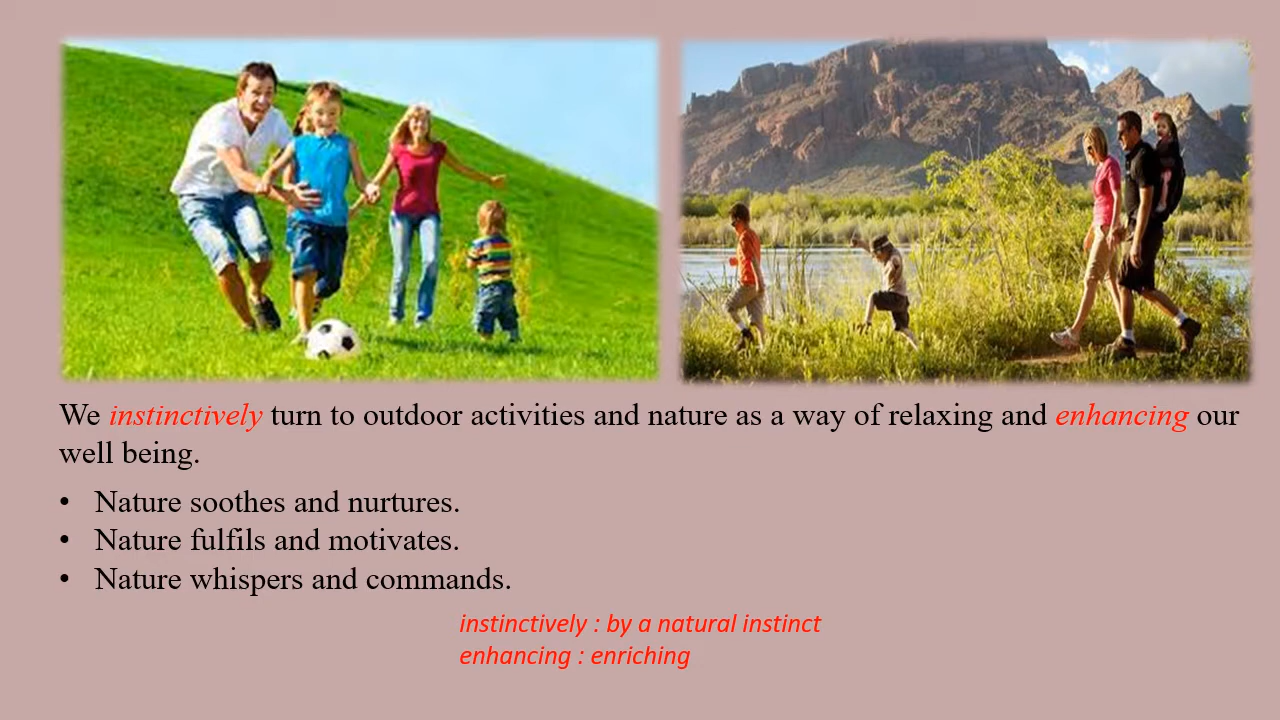 We instinctively turn to outdoor activities and nature as a way of relaxing and enhancing our
well being.
• Nature soothes and nurtures.
• Nature fulfils and motivates.
• Nature whispers and commands.
instinctively : by a natural instinct
enhancing : enriching